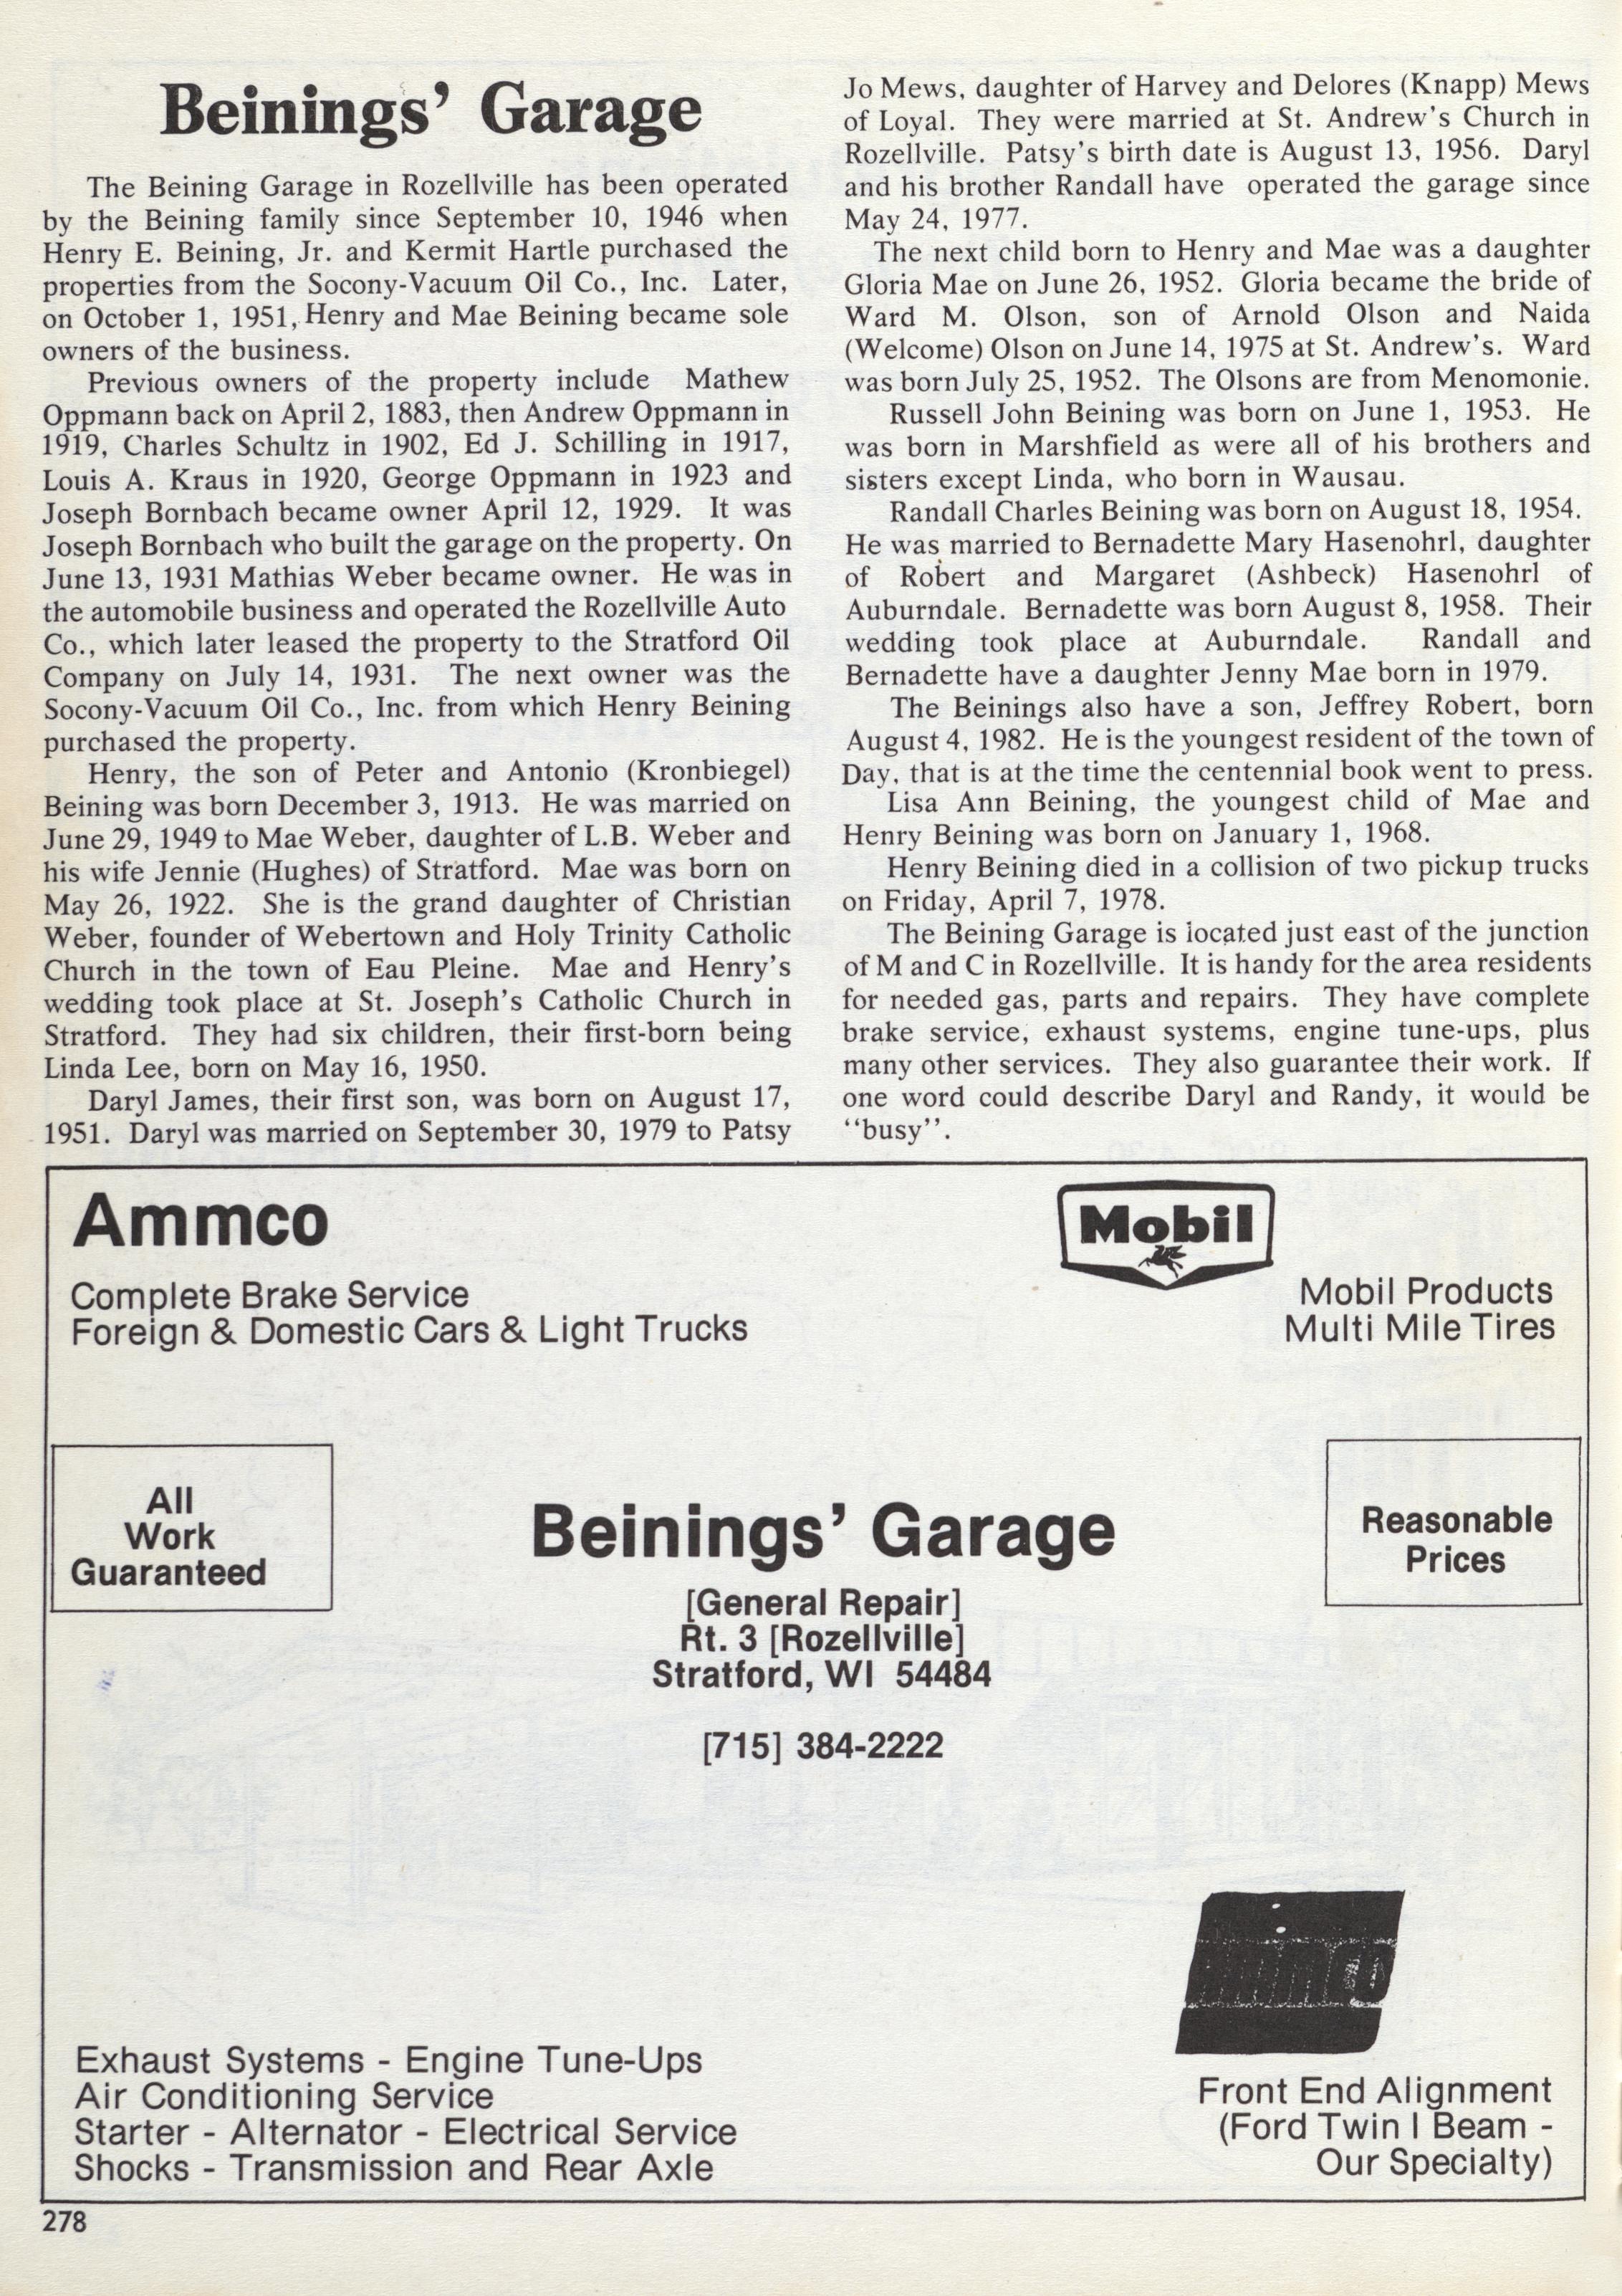 Beinings' Garage
The Beining Garage in Rozellville has been operated
by the Beining family since September 10, 1946 when
Henry E. Beining, Jr. and Kermit Hartle purchased the
properties from the Socony-Vacuum Oil Co., Inc. Later,
on October 1, 1951, Henry and Mae Beining became sole
owners of the business.
Previous owners of the property include Mathew
Oppmann back on April 2, 1883, then Andrew Oppmann in
1919, Charles Schultz in 1902, Ed J. Schilling in 1917,
Louis A. Kraus in 1920, George Oppmann in 1923 and
Joseph Bornbach became owner April 12, 1929. It was
Joseph Bornbach who built the garage on the property. On
June 13, 1931 Mathias Weber became owner. He was in
the automobile business and operated the Rozellville Auto
Co., which later leased the property to the Stratford Oil
Company on July 14, 1931. The next owner was the
Socony-Vacuum Oil Co., Inc. from which Henry Beining
purchased the property.
Henry, the son of Peter and Antonio (Kronbiegel)
Beining was born December 3, 1913. He was married on
June 29, 1949 to Mae Weber, daughter of L.B. Weber and
his wife Jennie (Hughes) of Stratford. Mae was born on
May 26, 1922. She is the grand daughter of Christian
Weber, founder of Webertown and Holy Trinity Catholic
Church in the town of Eau Pleine. Mae and Henry's
wedding took place at St. Joseph's Catholic Church in
Stratford. They had six children, their first-born being
Linda Lee, born on May 16, 1950.
Daryl James, their first son, was born on August 17,
1951. Daryl was married on September 30, 1979 to Patsy
Jo Mews, daughter of Harvey and Delores (Knapp) Mews
of Loyal. They were married at St. Andrew's Church in
Rozellville. Patsy's birth date is August 13, 1956. Daryl
and his brother Randall have operated the garage since
May 24, 1977.
The next child born to Henry and Mae was a daughter
Gloria Mae on June 26, 1952. Gloria became the bride of
Ward M. Olson, son of Arnold Olson and Naida
(Welcome) Olson on June 14, 1975 at St. Andrew's. Ward
was born July 25, 1952. The Olsons are from Menomonie.
Russell John Beining was born on June 1, 1953. He
was born in Marshfield as were all of his brothers and
sisters except Linda, who born in Wausau.
Randall Charles Beining was born on August 18, 1954.
He was married to Bernadette Mary Hasenohrl, daughter
of Robert and Margaret (Ashbeck) Hasenohrl of
Auburndale. Bernadette was born August 8, 1958. Their
wedding took place at Auburndale. Randall and
Bernadette have a daughter Jenny Mae born in 1979.
The Beinings also have a son, Jeffrey Robert, born
August 4, 1982. He is the youngest resident of the town of
Day, that is at the time the centennial book went to press.
Lisa Ann Beining, the youngest child of Mae and
Henry Beining was born on January 1, 1968.
Henry Beining died in a collision of two pickup trucks
on Friday, April 7, 1978.
The Beining Garage is located just east of the junction
of M and C in Rozellville. It is handy for the area residents
for needed gas, parts and repairs. They have complete
brake service, exhaust systems, engine tune-ups, plus
many other services. They also guarantee their work. If
one word could describe Daryl and Randy, it would be
"busy".
Ammco
Complete Brake Service
Foreign & Domestic Cars & Light Trucks
Mobil
Mobil Products
Multi Mile Tires
All
Work
Guaranteed
Beinings' Garage
[General Repair]
Rt. 3 [Rozellville]
Stratford, WI 54484
[715] 384-2222
Reasonable
Prices
Exhaust Systems - Engine Tune-Ups
Air Conditioning Service
Starter - Alternator - Electrical Service
Shocks - Transmission and Rear Axle
AMMCO
Front End Alignment
(Ford Twin I Beam -
Our Specialty)
278